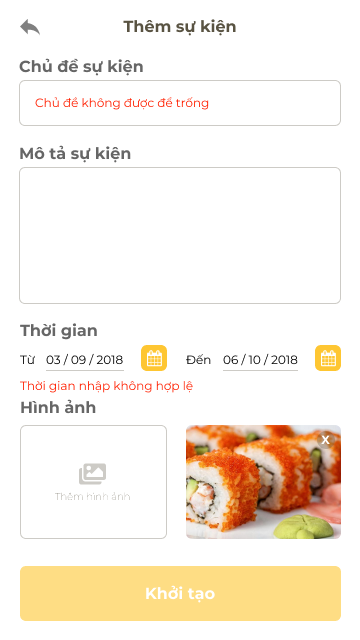 Thêm sự kiện
Chủ đề sự kiện
Chủ đề không được để trống
Mô tả sự kiện
Thời gian
Từ 03 / 09 / 2018 Đến 06 / 10 / 2018
Thời gian nhập không hợp lệ
Hình ảnh
Thêm hình ảnh
X
Khởi tạo